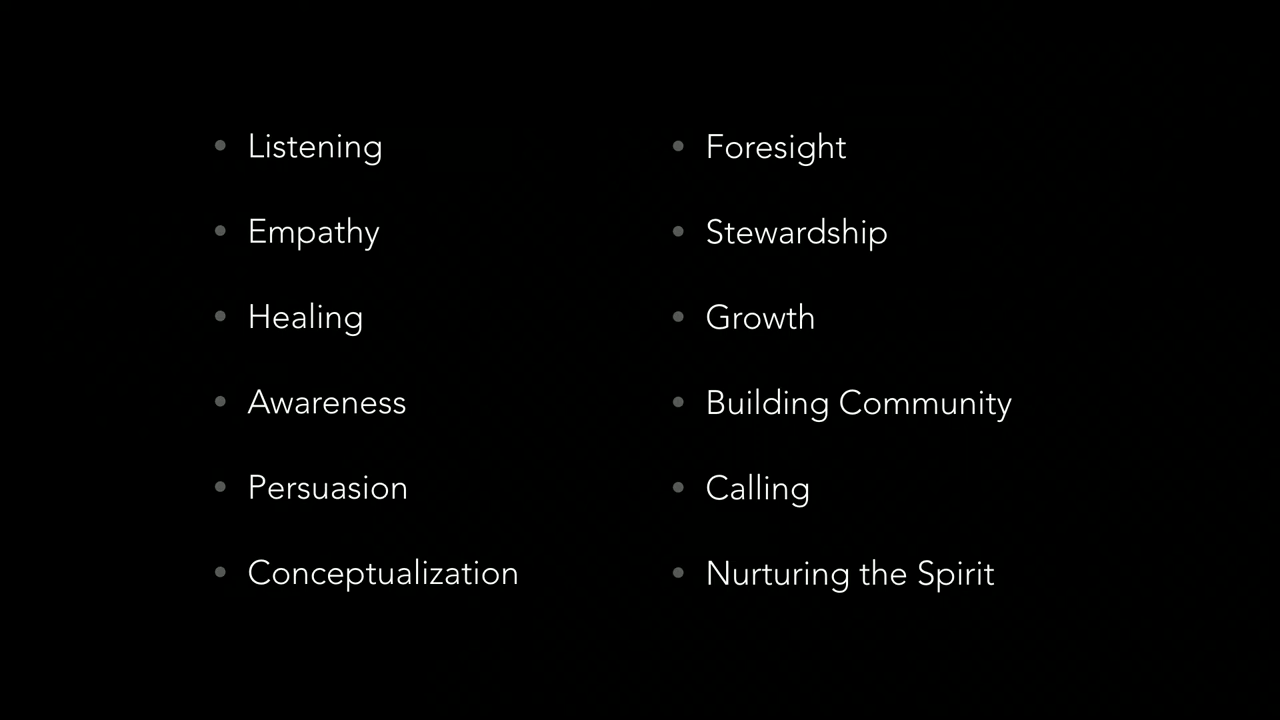 • Listening
• Empathy
• Healing
• Awareness
• Persuasion
• Conceptualization
• Foresight
• Stewardship
• Growth
• Building Community
• Calling
• Nurturing the Spirit